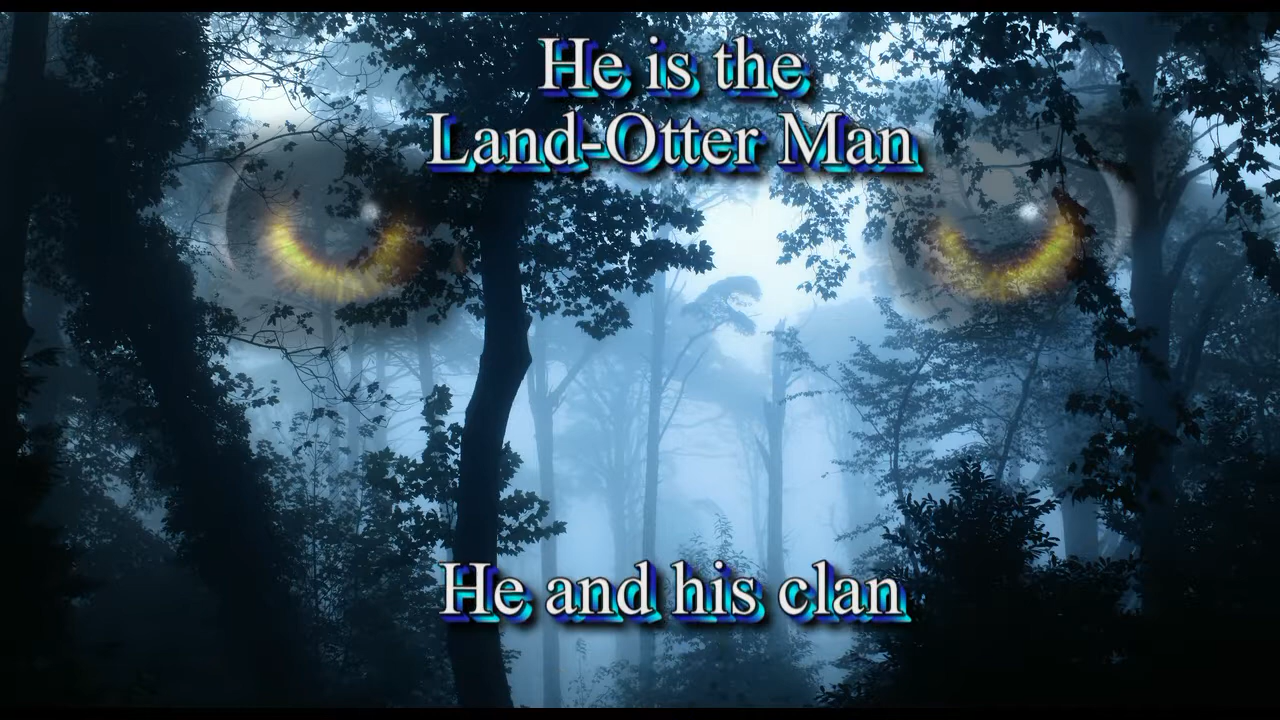 He is the
Land-Otter Man
He and his clan